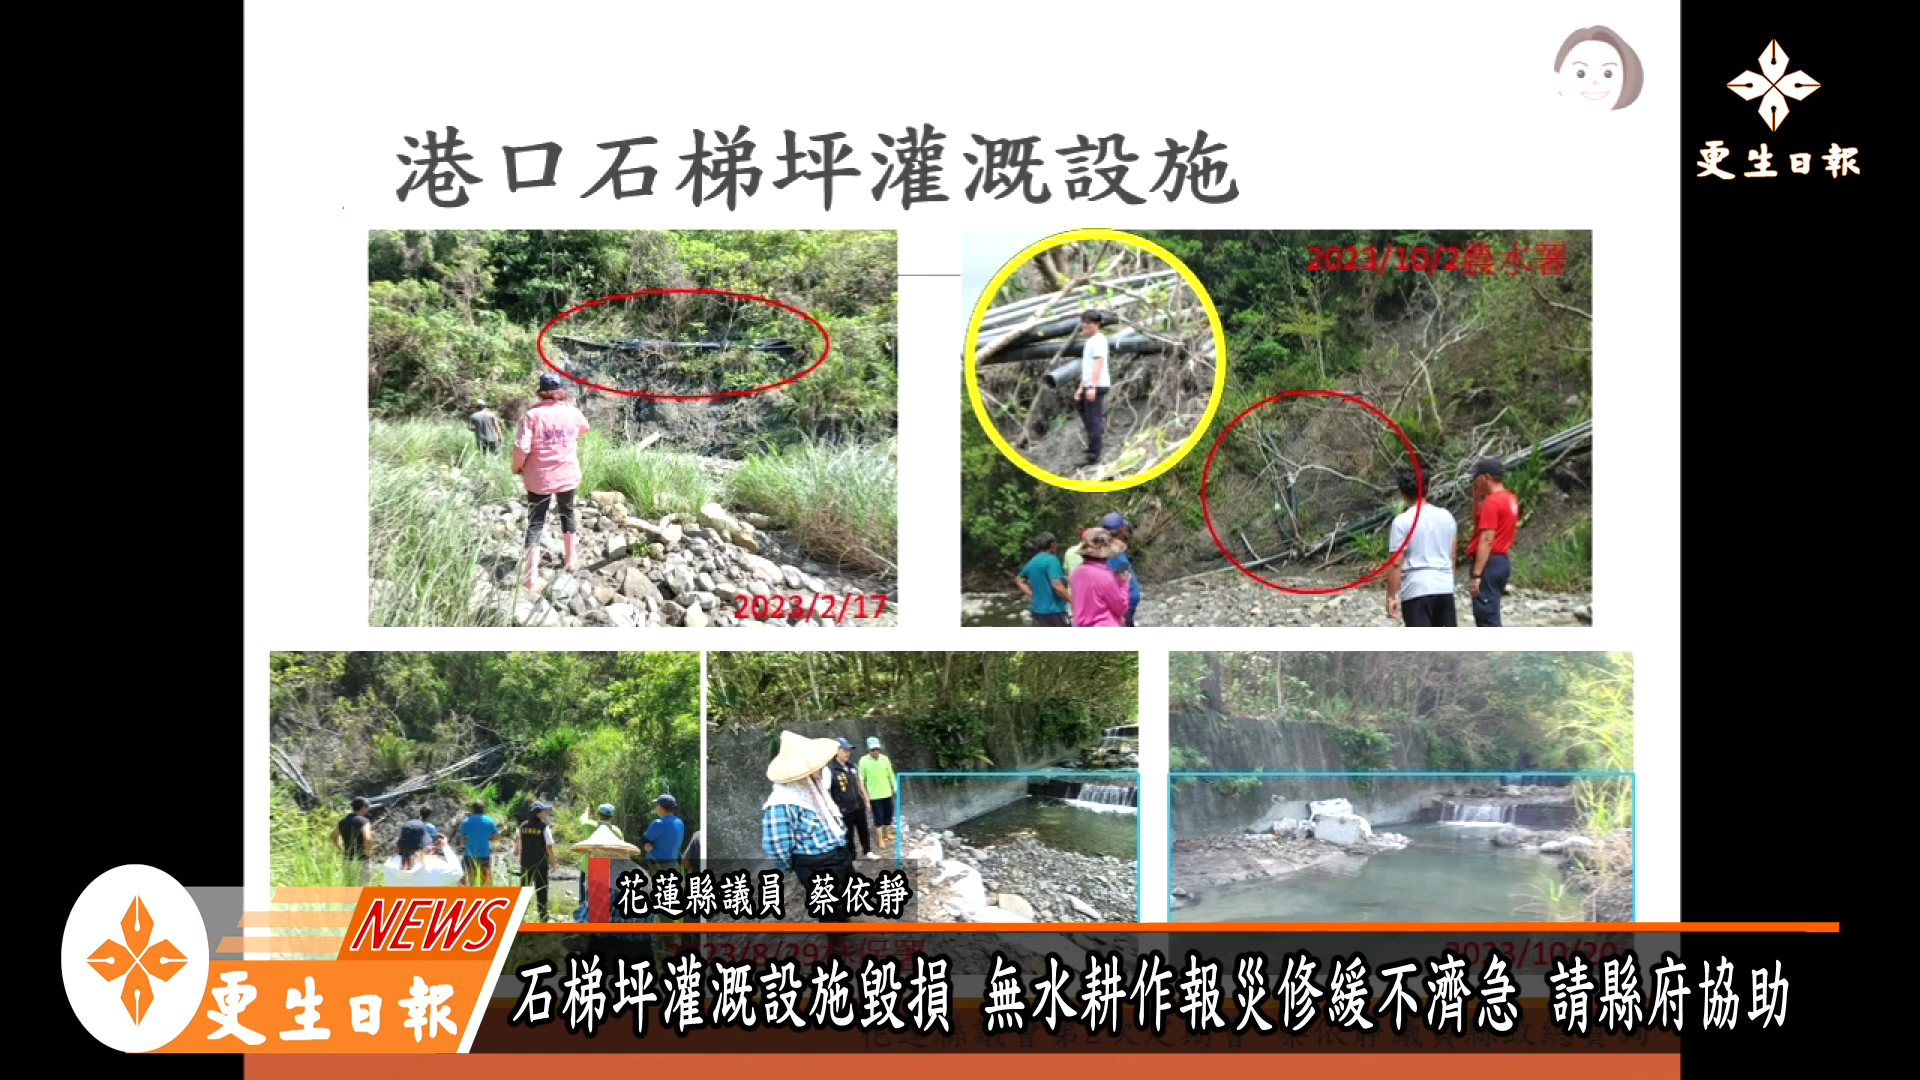 更生日報
港口石梯坪灌溉設施
2023/10/2農水署
2023/2/17
花蓮縣議員 蔡依靜
2023/10/20
NEWS
更生日報
石梯坪灌溉設施毀損 無水耕作報災修緩不濟急 請縣府協助